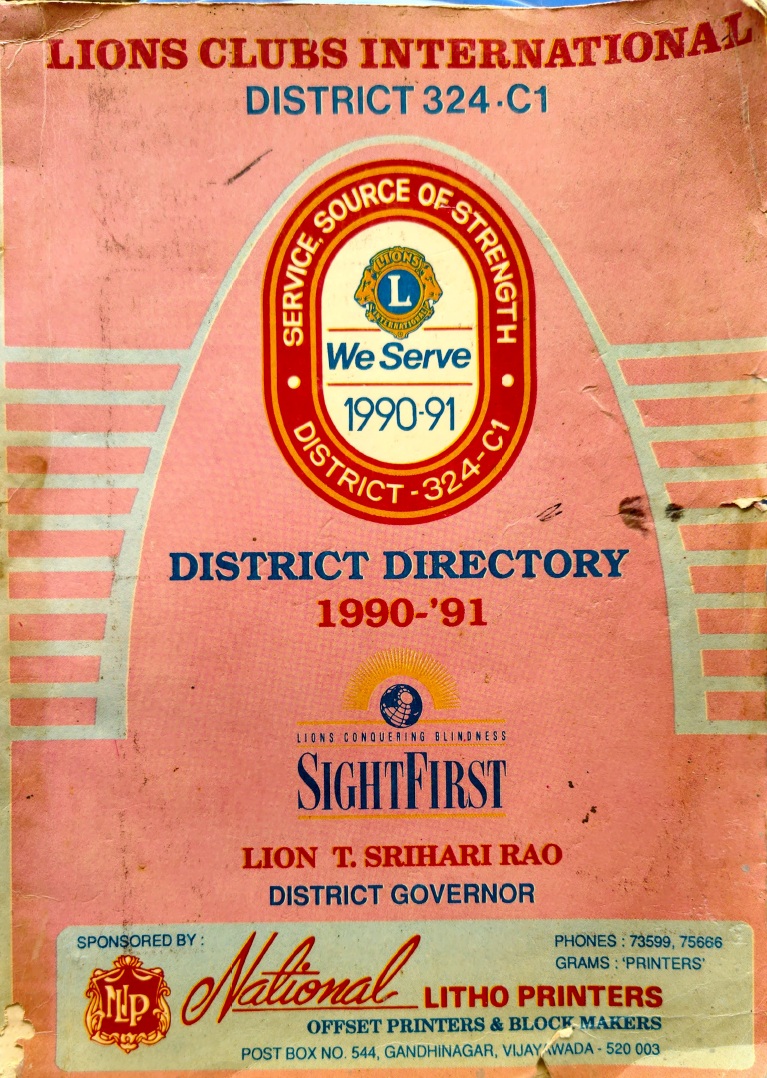 LIONS CLUBS INTERNATIONAL
DISTRICT 324-C1
SERVICE, SOURCE OF STRENGTH
LIONS
L
INTERNATIONAL
We Serve
1990-91
DISTRICT-324-C1
DISTRICT DIRECTORY
1990-'91
LIONS CONQUERING BLINDNESS
SIGHTFIRST
LION T. SRIHARI RAO
DISTRICT GOVERNOR
SPONSORED BY :
PHONES : 73599, 75666
GRAMS : 'PRINTERS'
NLP
National LITHO PRINTERS
OFFSET PRINTERS & BLOCK MAKERS
POST BOX NO. 544, GANDHINAGAR, VIJAYAWADA - 520 003